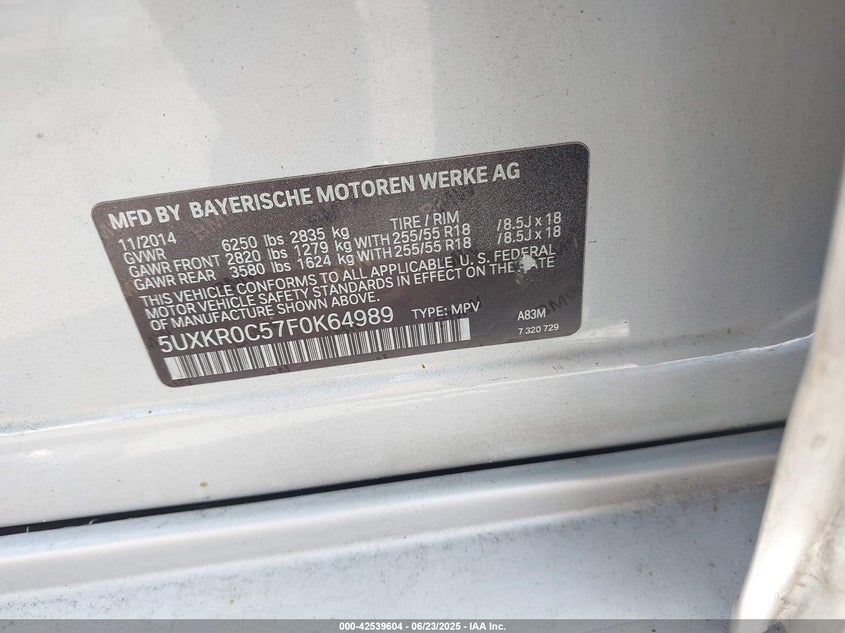 MFD BY BAYERISCHE MOTOREN WERKE AG
11/2014 TIRE / RIM
GVWR 6250 lbs 2835 kg
GAWR FRONT 2820 lbs 1279 kg WITH 255/55 R18 / 8.5J x 18
GAWR REAR 3580 lbs 1624 kg WITH 255/55 R18 / 8.5J x 18
THIS VEHICLE CONFORMS TO ALL APPLICABLE U.S. FEDERAL
MOTOR VEHICLE SAFETY STANDARDS IN EFFECT ON THE DATE
OF MANUFACTURE SHOWN ABOVE.
5UXKR0C57F0K64989 TYPE: MPV A83M
7 320 729
000-42539604 / 06/23/2025 - IAA Inc.